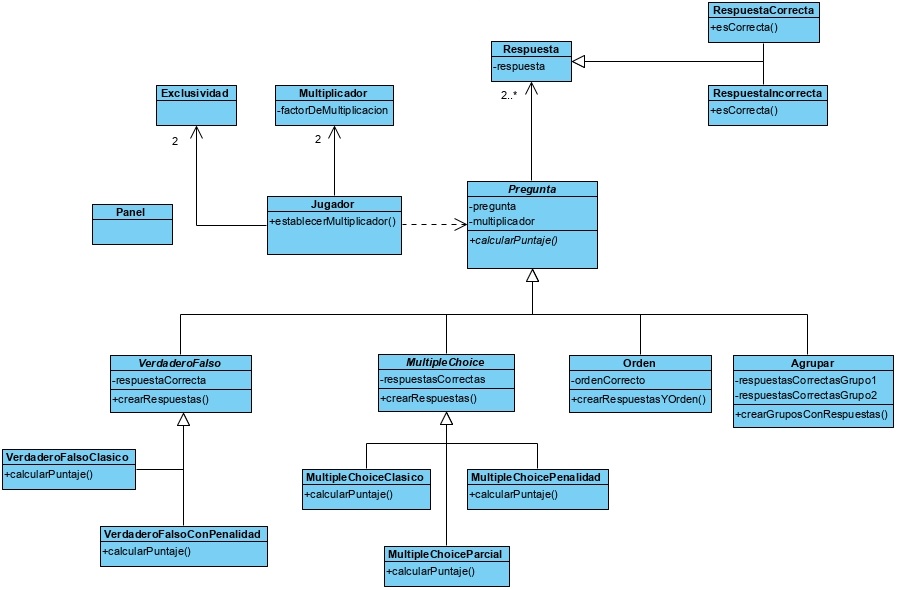 RespuestaCorrecta
+esCorrecta()
Respuesta
-respuesta
2..*
RespuestaIncorrecta
+esCorrecta()
Exclusividad
2
Multiplicador
-factorDeMultiplicacion
2
Panel
Jugador
+establecerMultiplicador()
Pregunta
-pregunta
-multiplicador
+calcularPuntaje()
VerdaderoFalso
-respuestaCorrecta
+crearRespuestas()
MultipleChoice
-respuestasCorrectas
+crearRespuestas()
Orden
-ordenCorrecto
+crearRespuestasYOrden()
Agrupar
-respuestasCorrectasGrupo1
-respuestasCorrectasGrupo2
+crearGruposConRespuestas()
VerdaderoFalsoClasico
+calcularPuntaje()
VerdaderoFalsoConPenalidad
+calcularPuntaje()
MultipleChoiceClasico
+calcularPuntaje()
MultipleChoicePenalidad
+calcularPuntaje()
MultipleChoiceParcial
+calcularPuntaje()